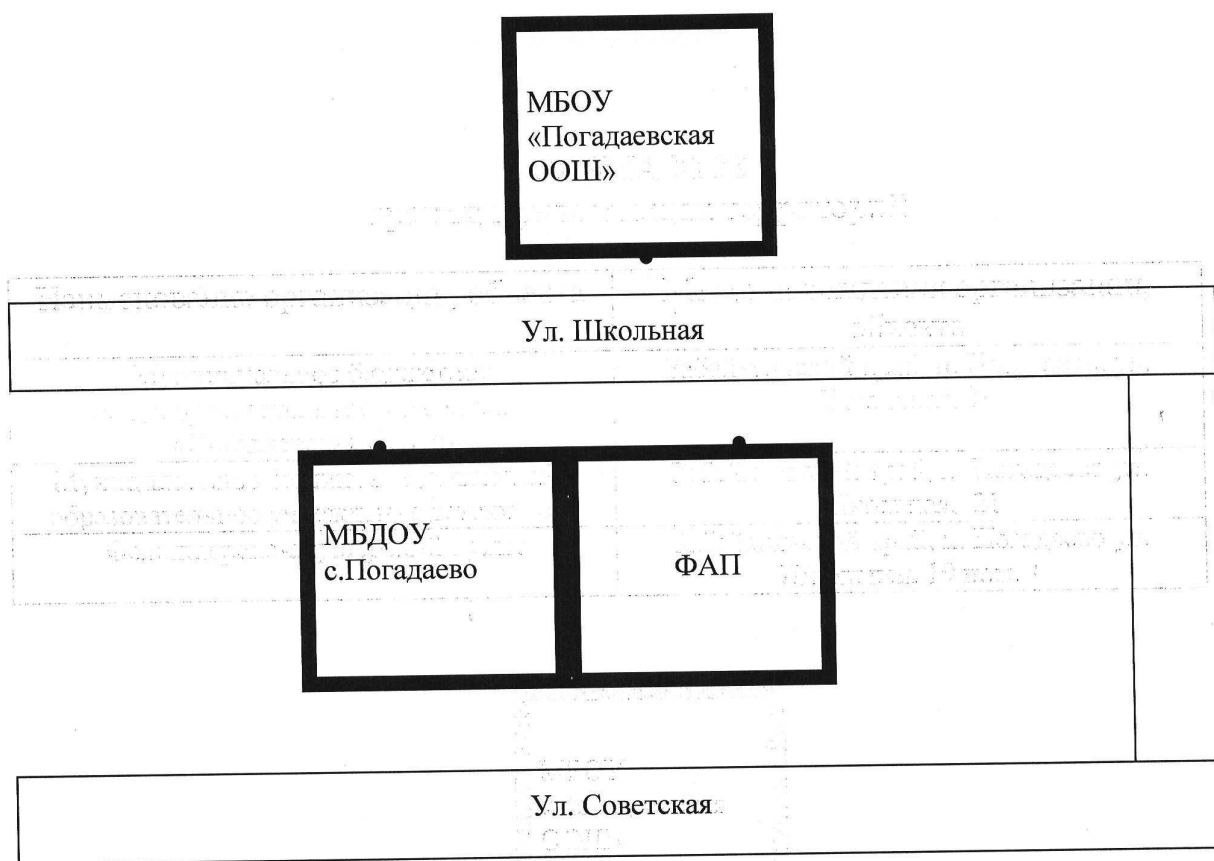 МБОУ
«Погадаевская
ООШ»
Ул. Школьная
МБДОУ
с.Погадаево
ФАП
Ул. Советская